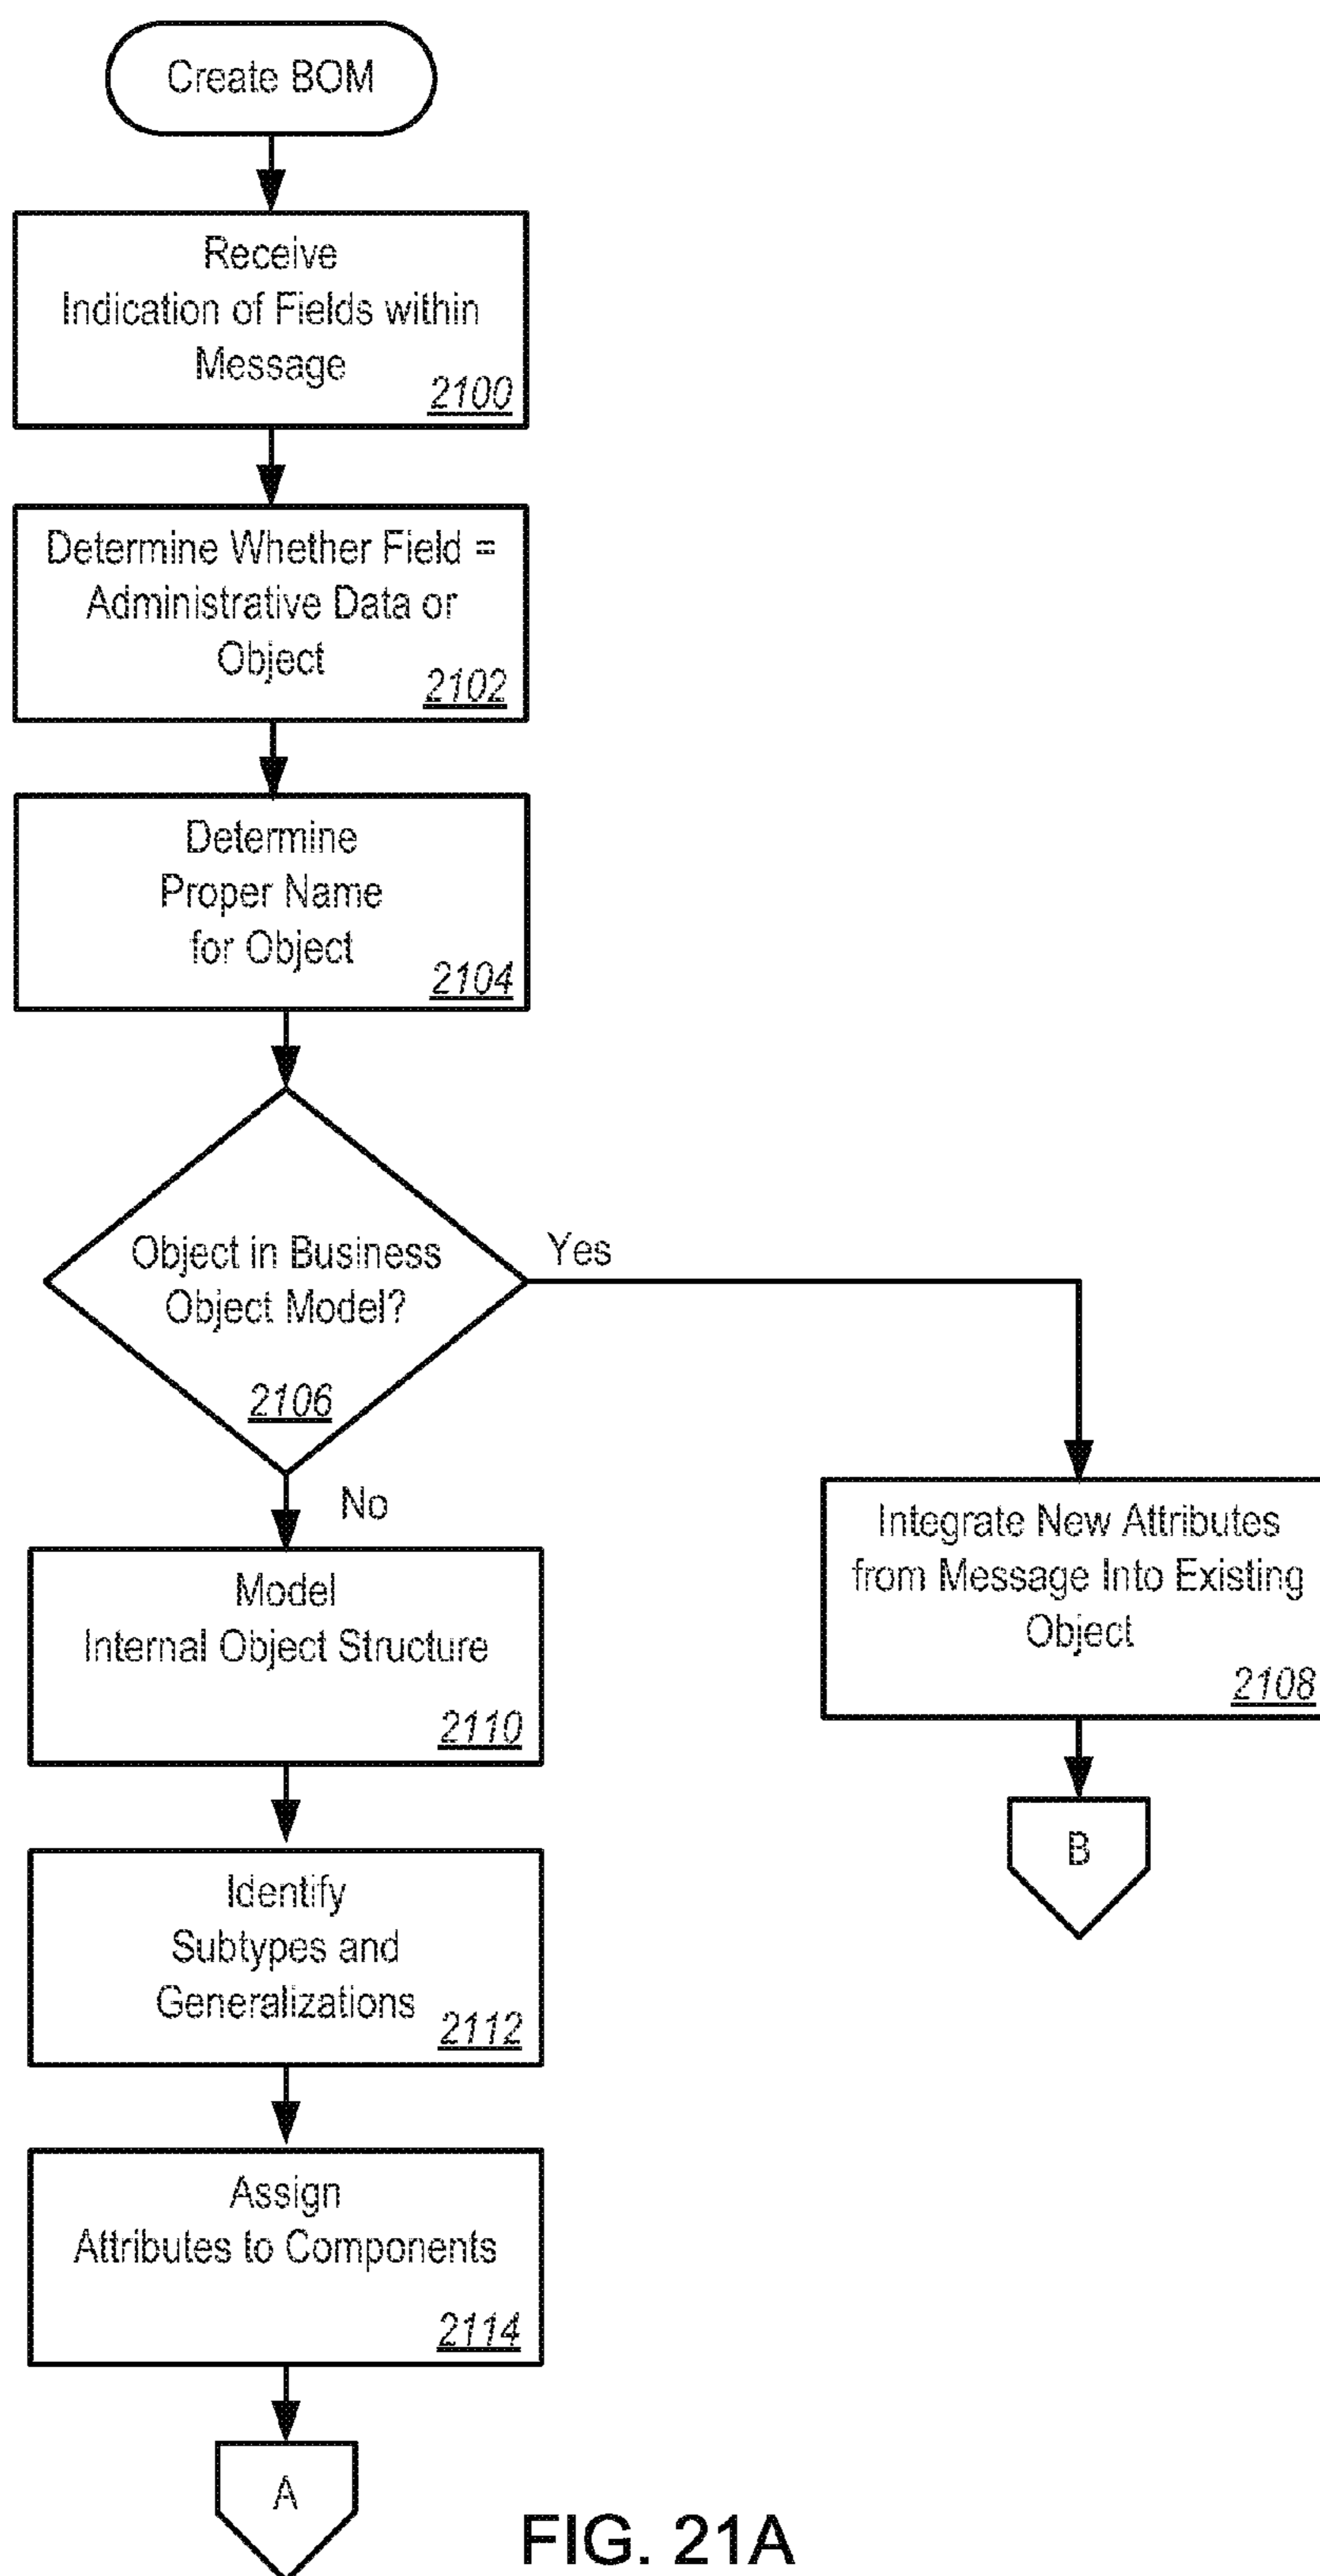 Create BOM
Receive
Indication of Fields within
Message
2100
Determine Whether Field =
Administrative Data or
Object
2102
Determine
Proper Name
for Object
2104
Object in Business
Object Model?
2106
Yes
No
Integrate New Attributes
from Message Into Existing
Object
2108
B
Model
Internal Object Structure
2110
Identify
Subtypes and
Generalizations
2112
Assign
Attributes to Components
2114
A
FIG. 21A